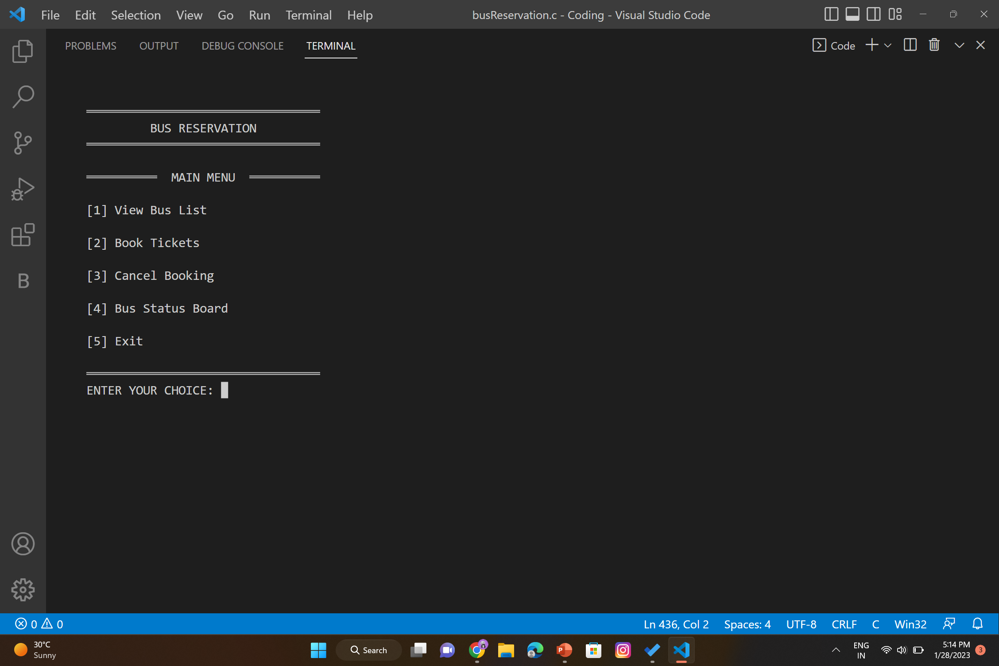 File Edit Selection View Go Run Terminal Help busReservation.c - Coding - Visual Studio Code
PROBLEMS OUTPUT DEBUG CONSOLE TERMINAL Code
BUS RESERVATION
MAIN MENU
[1] View Bus List
[2] Book Tickets
[3] Cancel Booking
[4] Bus Status Board
[5] Exit
ENTER YOUR CHOICE:
B
0 0 Ln 436, Col 2 Spaces: 4 UTF-8 CRLF C Win32
30°C
Sunny
Search
P
ENG
IN
5:14 PM
1/28/2023
3